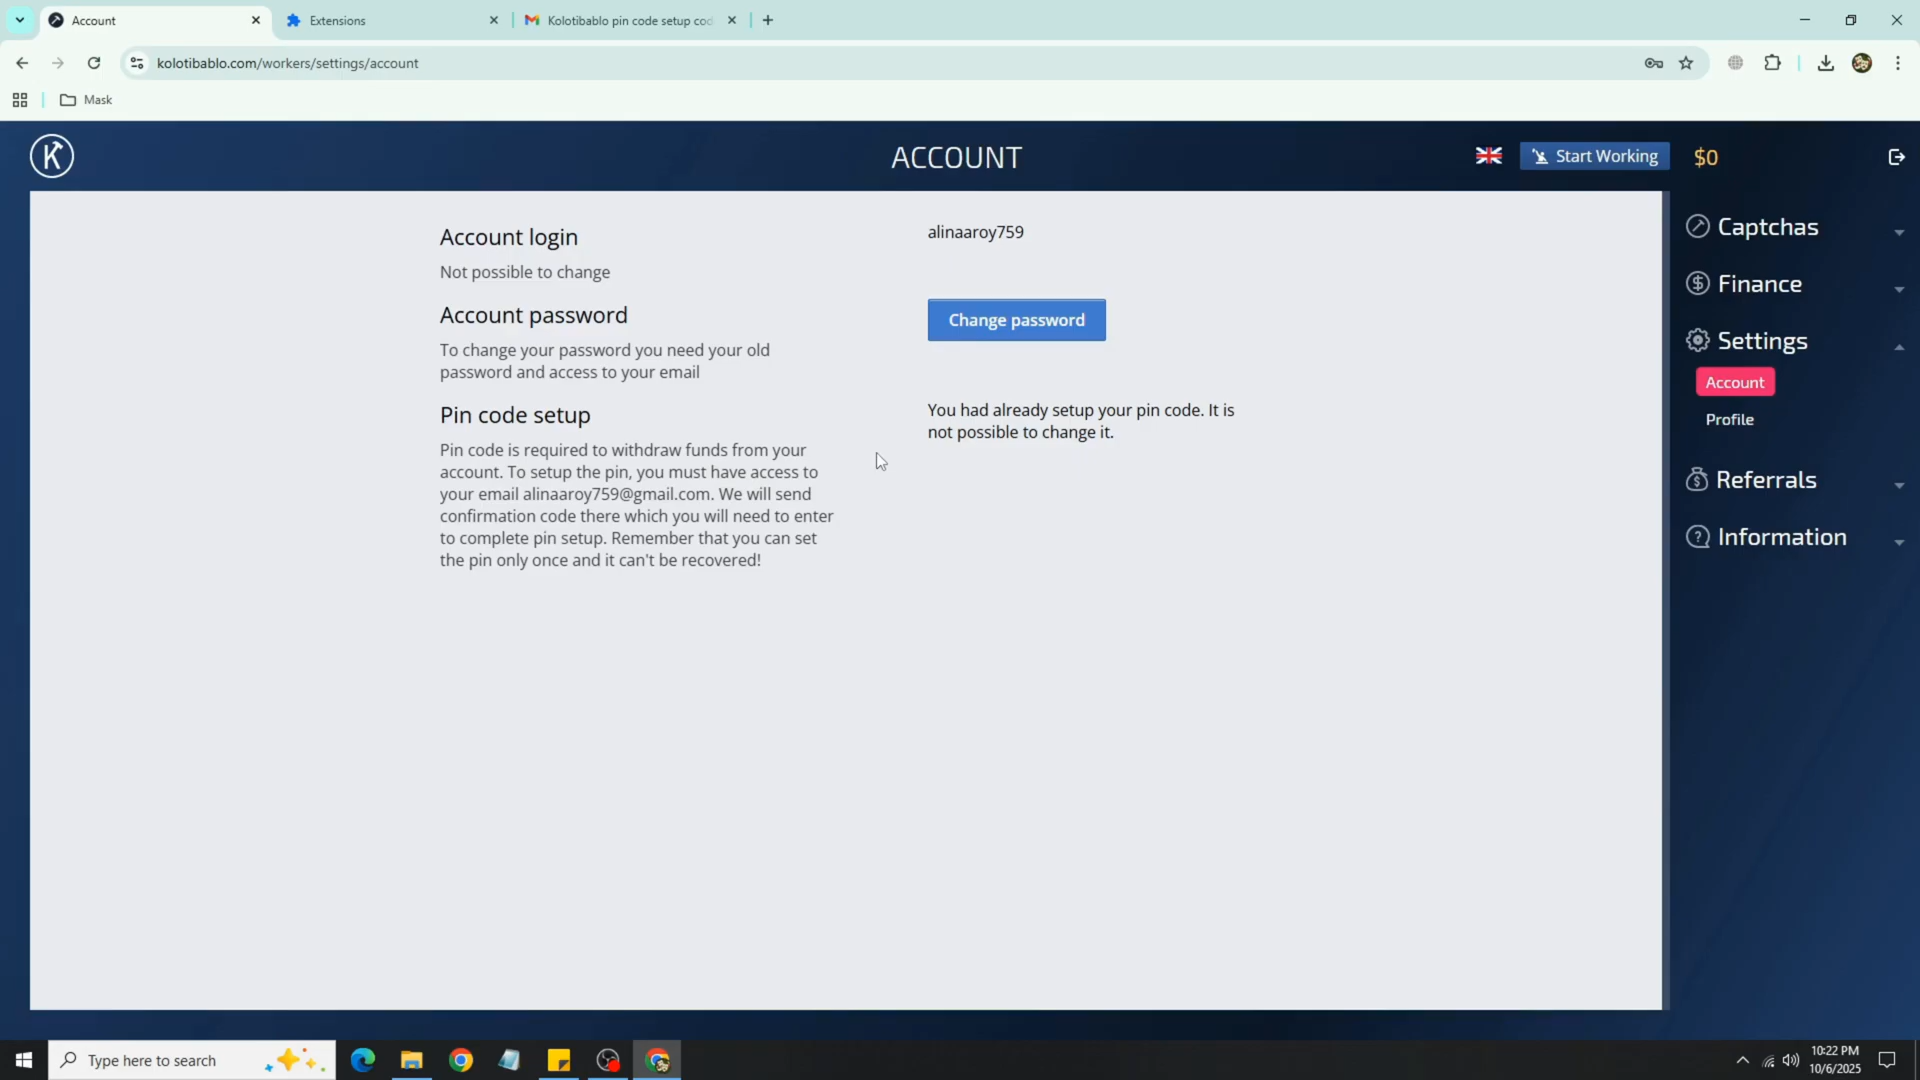 Account
Extensions
Kolotibablo pin code setup cod
kolotibablo.com/workers/settings/account
Mask
K
ACCOUNT
Start Working
$0
Account login
Not possible to change
alinaaroy759
Account password
To change your password you need your old
password and access to your email
Change password
Pin code setup
Pin code is required to withdraw funds from your
account. To setup the pin, you must have access to
your email alinaaroy759@gmail.com. We will send
confirmation code there which you will need to enter
to complete pin setup. Remember that you can set
the pin only once and it can't be recovered!
You had already setup your pin code. It is
not possible to change it.
Captchas
Finance
Settings
Account
Profile
Referrals
Information
Type here to search
10:22 PM
10/6/2025